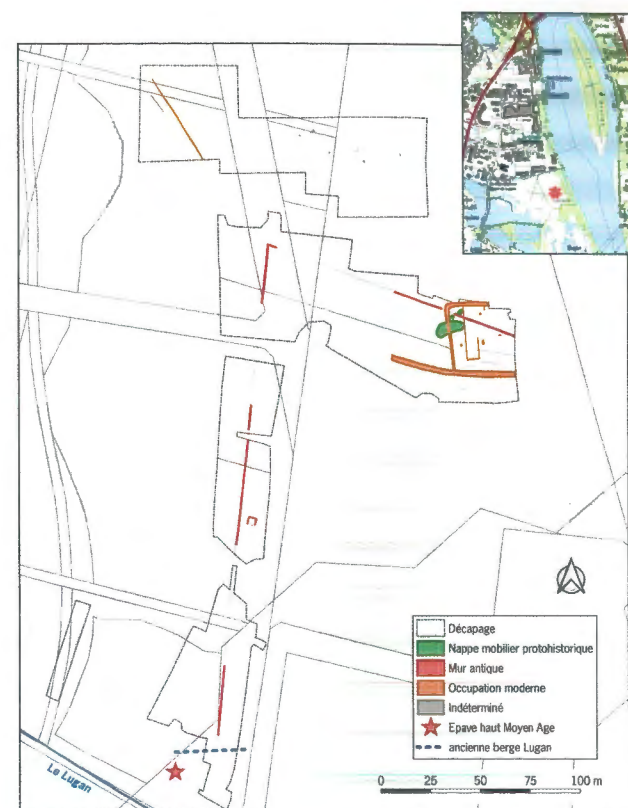 Le Lugan
Décapage
Nappe mobilier protohistorique
Mur antique
Occupation moderne
Indéterminé
Epave haut Moyen Age
ancienne berge Lugan
0 25 50 75 100 m